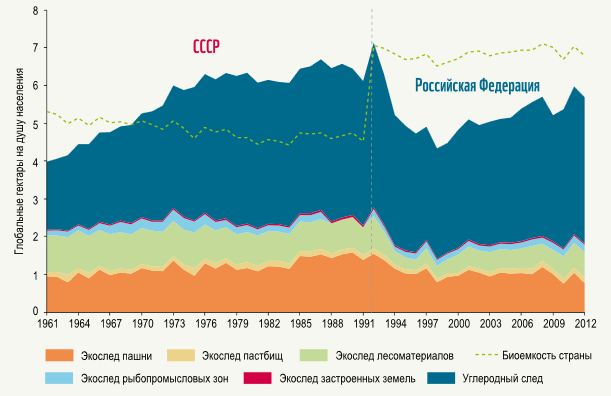 Глобальные гектары на душу населения
8
7
6
5
4
3
2
1
0
СССР
Российская Федерация
1961 1964 1967 1970 1973 1976 1979 1982 1985 1988 1991 1994 1997 2000 2003 2006 2009 2012
Экослед пашни Экослед пастбищ Экослед лесоматериалов Биоемкость страны
Экослед рыбопромысловых зон Экослед застроенных земель Углеродный след